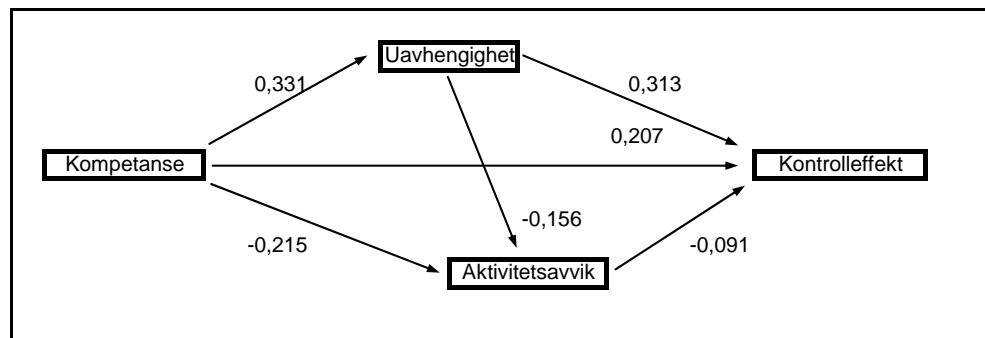 Uavhengighet
0,331
0,313
0,207
Kompetanse
Kontrolleffekt
-0,156
-0,215
-0,091
Aktivitetsavvik